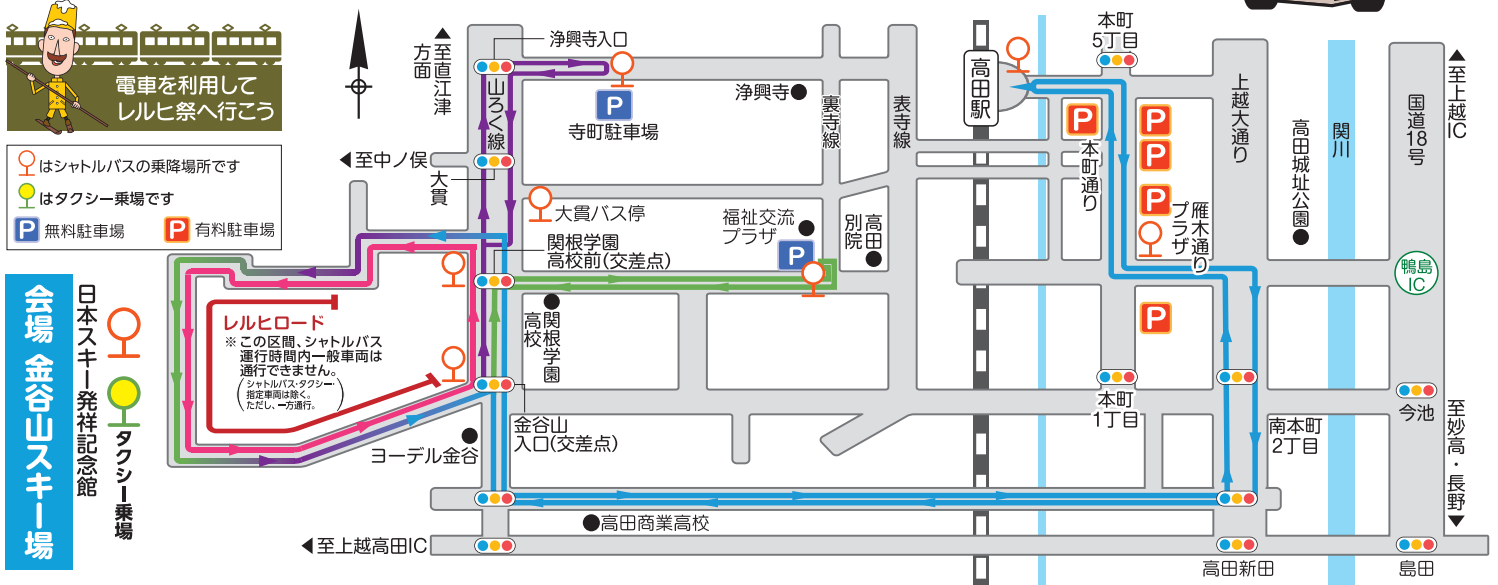 電車を利用して
レルヒ祭へ行こう
はシャトルバスの乗降場所です
はタクシー乗場です
P 無料駐車場
P 有料駐車場
会場 金谷山スキー場
日本スキー発祥記念館
タクシー乗場
▲至直江津
方面
浄興寺入口
山ろく線
P
寺町駐車場
◀至中ノ俣
大貫
大貫バス停
関根学園
高校前(交差点)
福祉交流
プラザ
P
浄興寺
裏寺線
表寺線
高田
別院
高田駅
本町
5丁目
P
P
P
P
P
本町通り
雁木通り
プラザ
上越大通り
高田城址公園
関川
国道18号
▲至上越IC
鴨島
IC
レルヒロード
※この区間、シャトルバス
運行時間内一般車両は
通行できません。
(シャトルバス・タクシー・
指定車両は除く。
ただし、一方通行。)
関根学園
高校
金谷山
入口(交差点)
ヨーデル金谷
本町
1丁目
南本町
2丁目
今池
至妙高・長野▼
高田商業高校
◀至上越高田IC
高田新田
島田